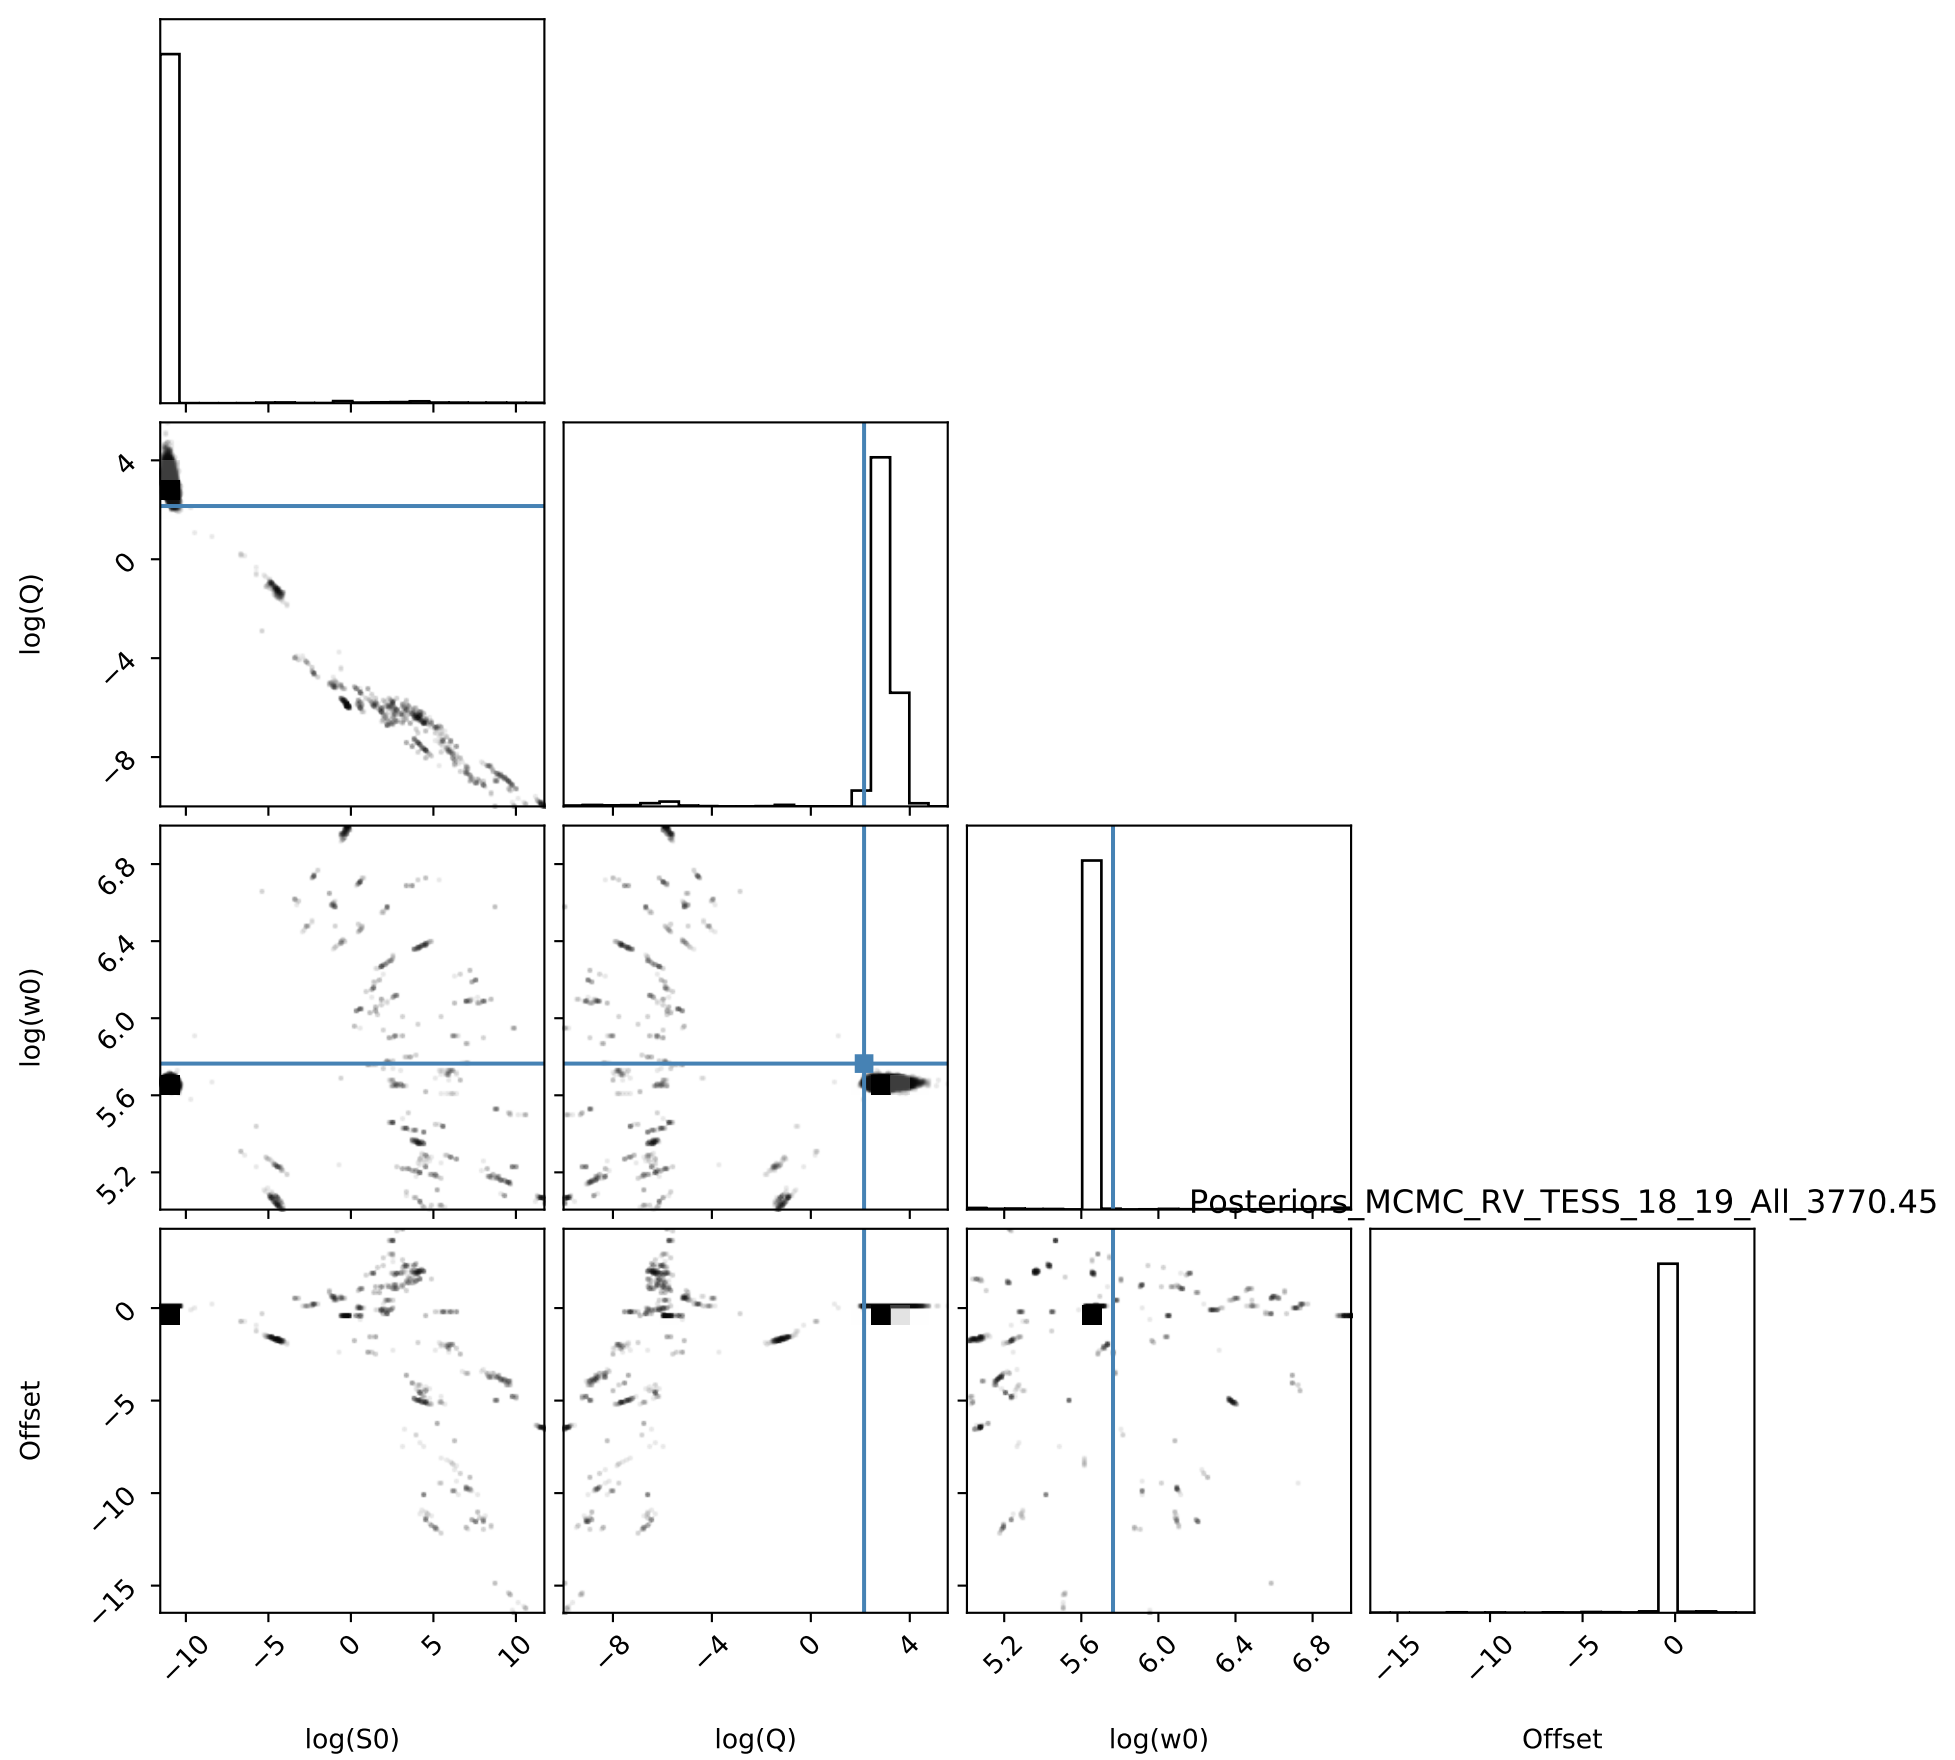 4
0
−4
−8
log(Q)
6.8
6.4
6.0
5.6
5.2
log(w0)
Posteriors_MCMC_RV_TESS_18_19_All_3770.45
0
−5
−10
−15
Offset
−10 −5 0 5 10
−8 −4 0 4
5.2 5.6 6.0 6.4 6.8
−15 −10 −5 0
log(S0)
log(Q)
log(w0)
Offset